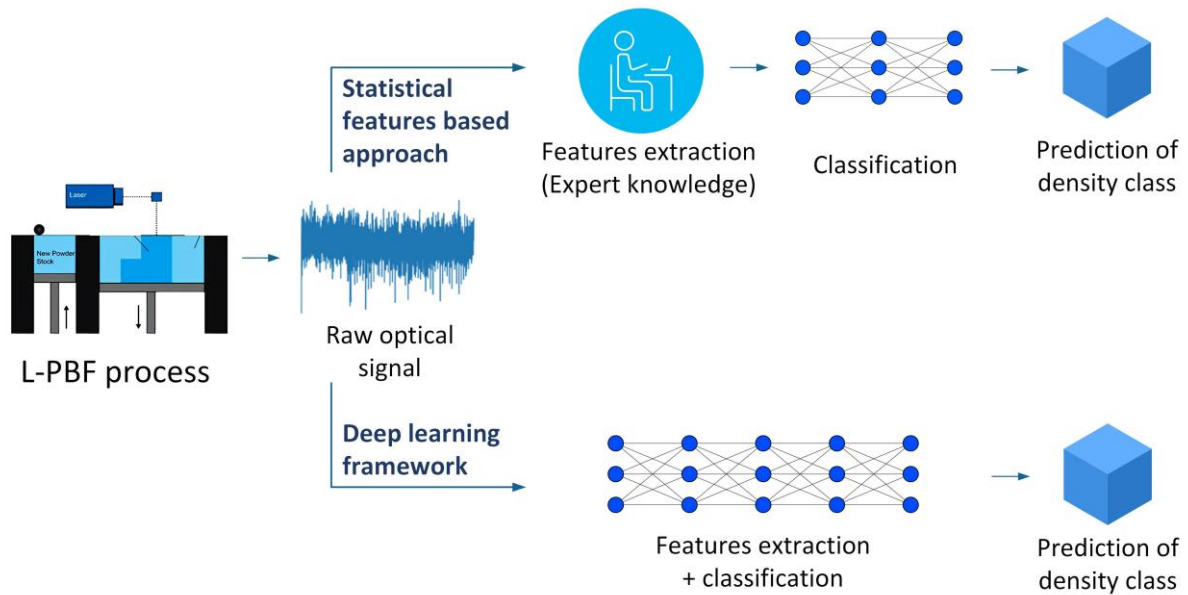 Statistical
features based
approach
Features extraction
(Expert knowledge)
Classification
Prediction of
density class
Laser
New Powder
Stock
L-PBF process
Raw optical
signal
Deep learning
framework
Features extraction
+ classification
Prediction of
density class